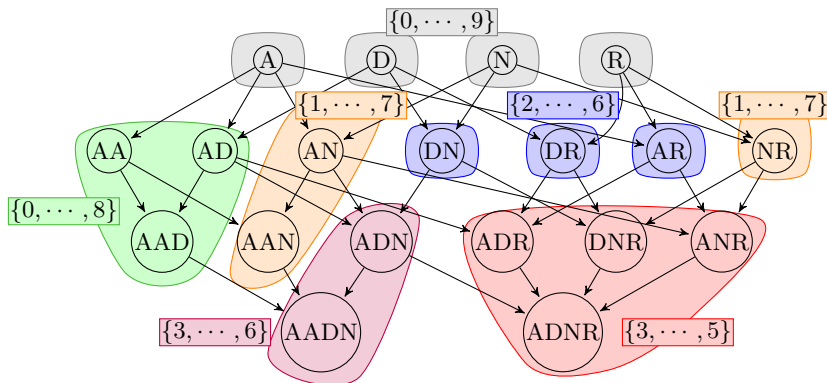 {0, ⋯ , 9}
A D N R
{1, ⋯ , 7} {2, ⋯ , 6} {1, ⋯ , 7}
AA AD AN DN DR AR NR
{0, ⋯ , 8}
AAD AAN ADN ADR DNR ANR
{3, ⋯ , 6} AADN ADNR {3, ⋯ , 5}